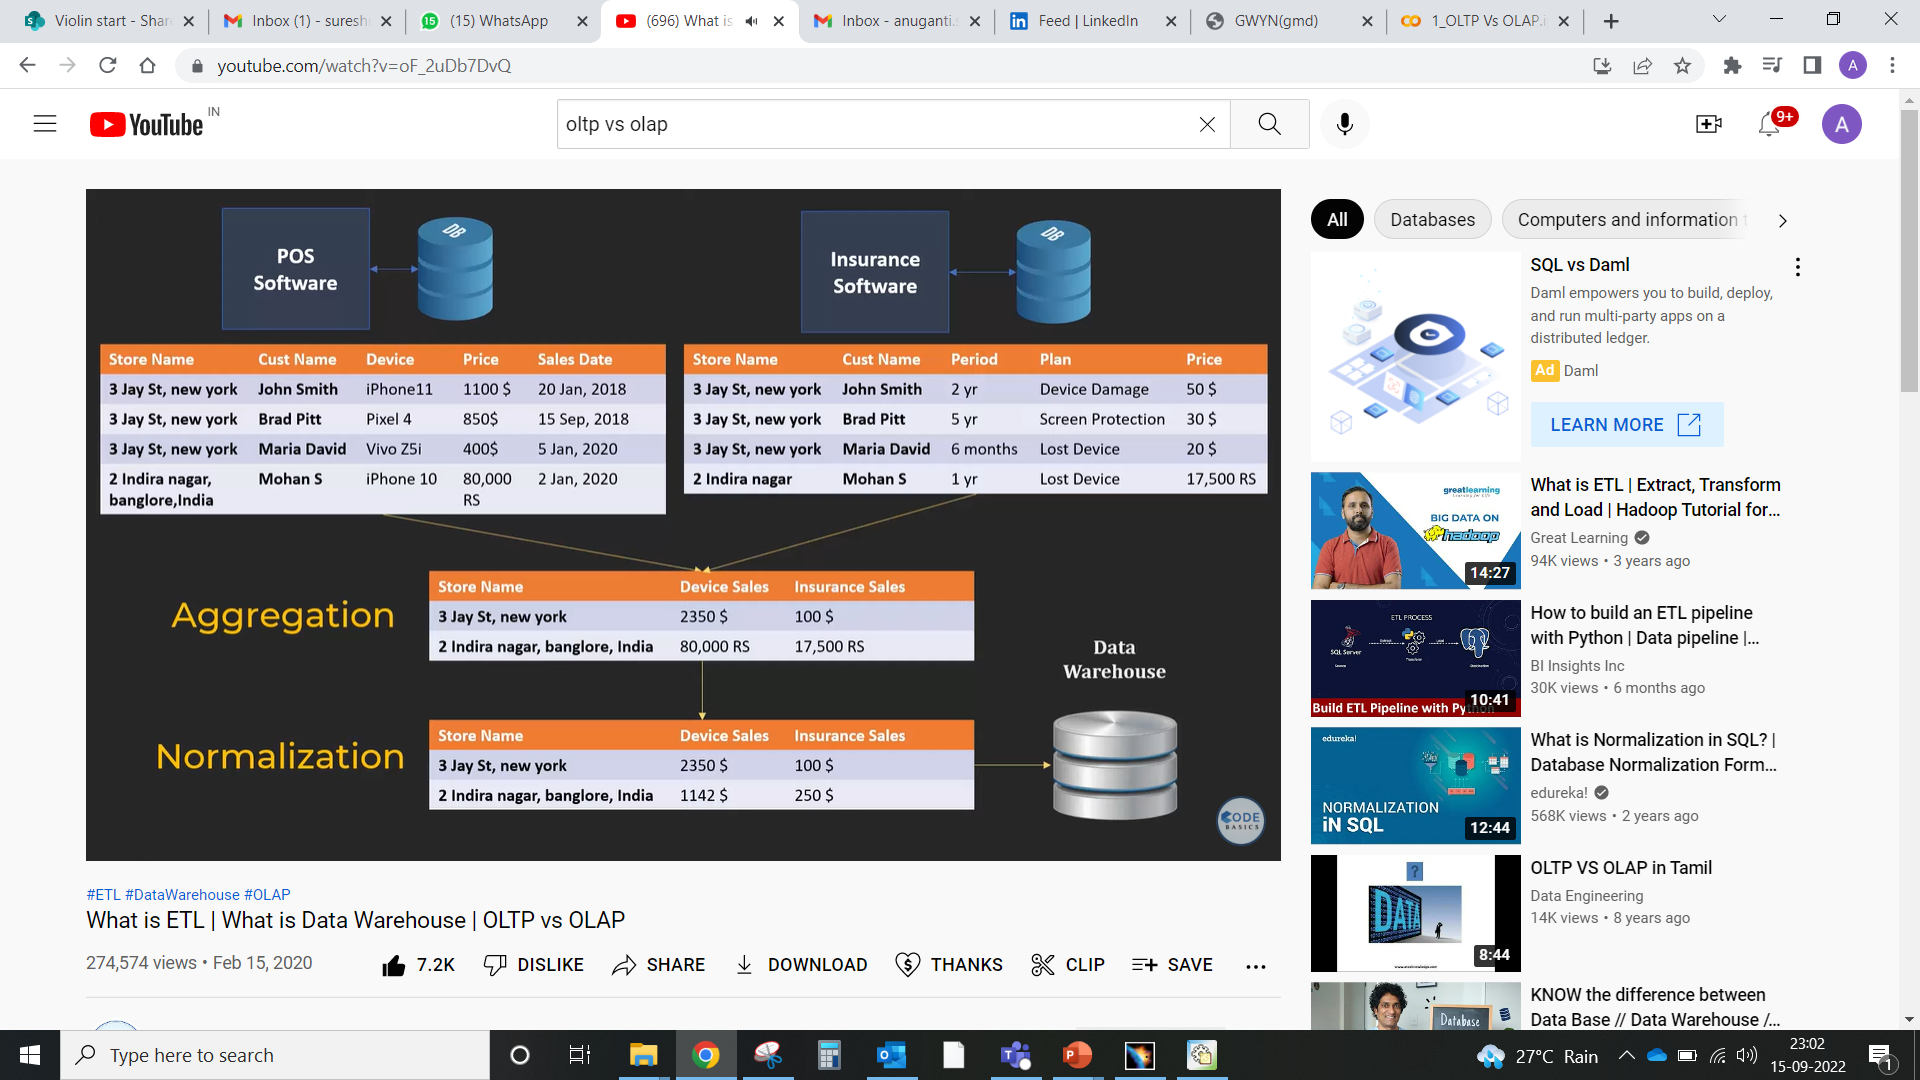 Violin start - Shar
Inbox (1) - suresh
(15) WhatsApp
(696) What is
Inbox - anuganti.
Feed | LinkedIn
GWYN(gmd)
1_OLTP Vs OLAP.i
youtube.com/watch?v=oF_2uDb7DvQ
A
YouTube IN
oltp vs olap
9+
A
POS
Software
DB
Insurance
Software
DB
Store Name Cust Name Device Price Sales Date
3 Jay St, new york John Smith iPhone11 1100 $ 20 Jan, 2018
3 Jay St, new york Brad Pitt Pixel 4 850$ 15 Sep, 2018
3 Jay St, new york Maria David Vivo Z5i 400$ 5 Jan, 2020
2 Indira nagar, Mohan S iPhone 10 80,000 2 Jan, 2020
banglore,India RS
Store Name Cust Name Period Plan Price
3 Jay St, new york John Smith 2 yr Device Damage 50 $
3 Jay St, new york Brad Pitt 5 yr Screen Protection 30 $
3 Jay St, new york Maria David 6 months Lost Device 20 $
2 Indira nagar Mohan S 1 yr Lost Device 17,500 RS
Aggregation
Store Name Device Sales Insurance Sales
3 Jay St, new york 2350 $ 100 $
2 Indira nagar, banglore, India 80,000 RS 17,500 RS
Normalization
Store Name Device Sales Insurance Sales
3 Jay St, new york 2350 $ 100 $
2 Indira nagar, banglore, India 1142 $ 250 $
Data
Warehouse
CODE
BASICS
#ETL #DataWarehouse #OLAP
What is ETL | What is Data Warehouse | OLTP vs OLAP
274,574 views • Feb 15, 2020
7.2K
DISLIKE
SHARE
DOWNLOAD
THANKS
CLIP
SAVE
All
Databases
Computers and information t
SQL vs Daml
Daml empowers you to build, deploy,
and run multi-party apps on a
distributed ledger.
Ad Daml
LEARN MORE
greatlearning
BIG DATA ON
hadoop
14:27
What is ETL | Extract, Transform
and Load | Hadoop Tutorial for...
Great Learning
94K views • 3 years ago
ETL PROCESS
SQL Server
Build ETL Pipeline with Python
10:41
How to build an ETL pipeline
with Python | Data pipeline |...
BI Insights Inc
30K views • 6 months ago
edureka!
NORMALIZATION
iN SQL
12:44
What is Normalization in SQL? |
Database Normalization Form...
edureka!
568K views • 2 years ago
?
DATA
8:44
OLTP VS OLAP in Tamil
Data Engineering
14K views • 8 years ago
Database
KNOW the difference between
Data Base // Data Warehouse /...
Type here to search
27°C Rain
23:02
15-09-2022
1